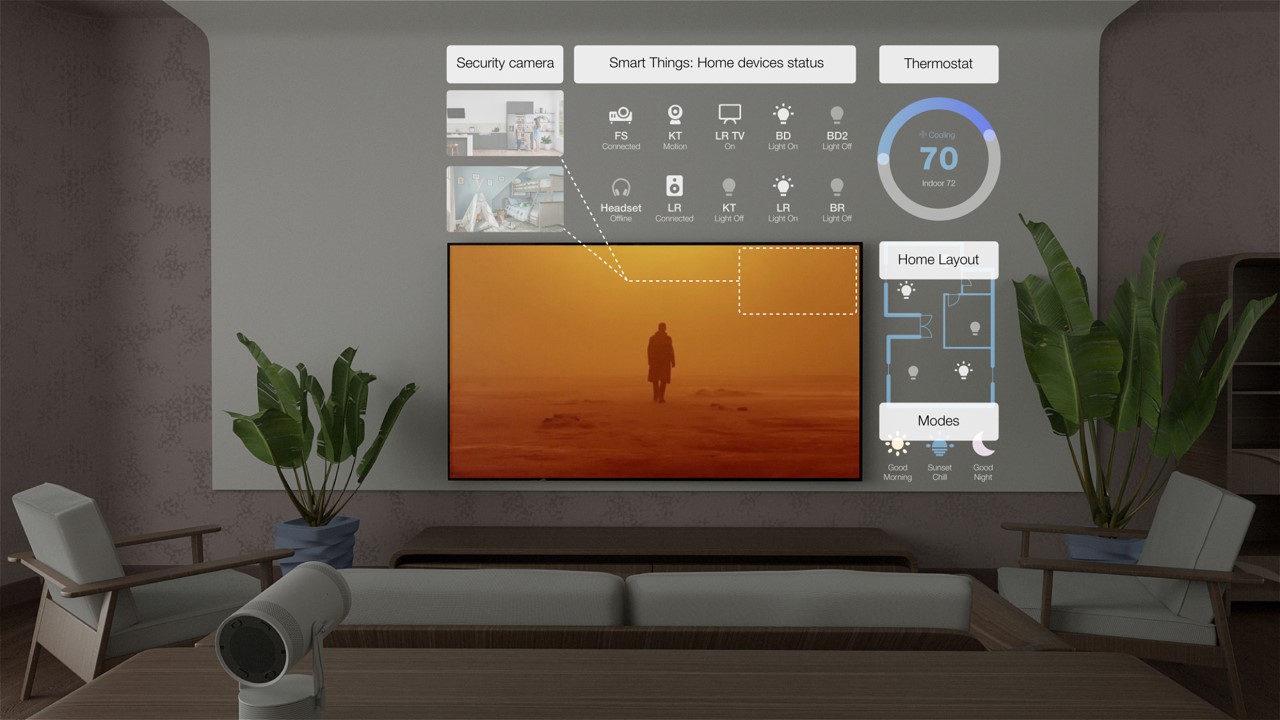 Security camera
Smart Things: Home devices status
Thermostat
FS
Connected
KT
Motion
LR TV
On
BD
Light On
BD2
Light Off
Headset
Offline
LR
Connected
KT
Light Off
LR
Light On
BR
Light Off
Cooling
70
Indoor 72
Home Layout
Modes
Good
Morning
Sunset
Chill
Good
Night